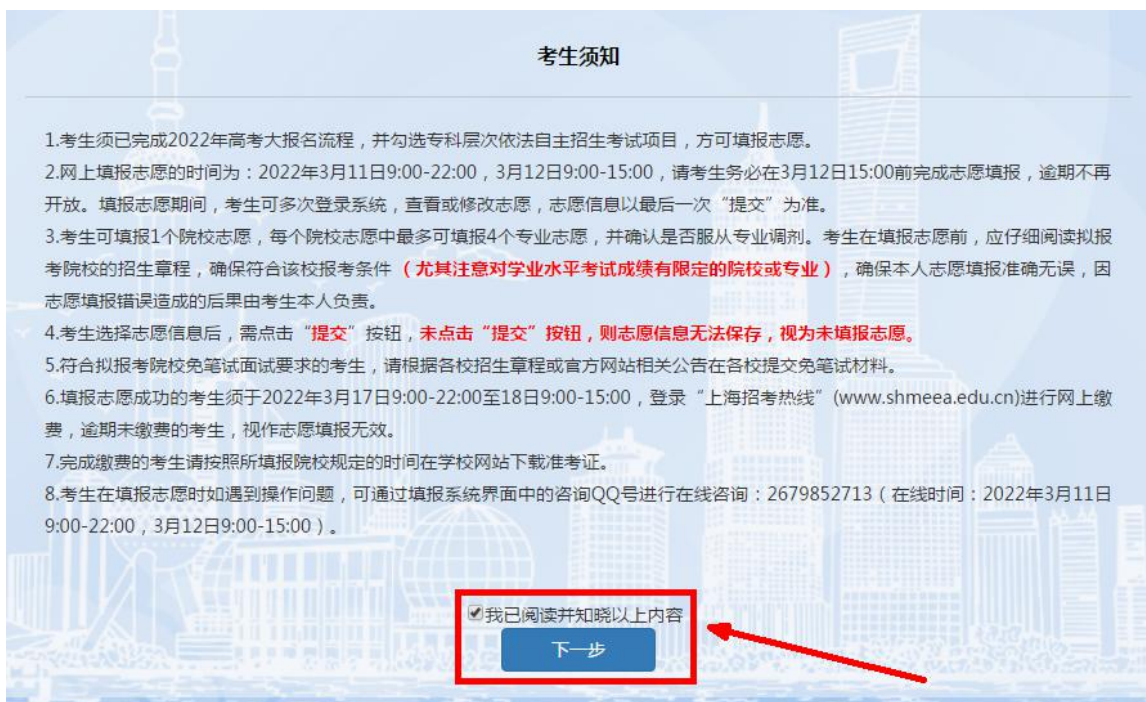 考生须知
1.考生须已完成2022年高考大报名流程，并勾选专科层次依法自主招生考试项目，方可填报志愿。
2.网上填报志愿的时间为：2022年3月11日9:00-22:00，3月12日9:00-15:00，请考生务必在3月12日15:00前完成志愿填报，逾期不再
开放。填报志愿期间，考生可多次登录系统，查看或修改志愿，志愿信息以最后一次“提交”为准。
3.考生可填报1个院校志愿，每个院校志愿中最多可填报4个专业志愿，并确认是否服从专业调剂。考生在填报志愿前，应仔细阅读拟报
考院校的招生章程，确保符合该校报考条件（尤其注意对学业水平考试成绩有限定的院校或专业），确保本人志愿填报准确无误，因
志愿填报错误造成的后果由考生本人负责。
4.考生选择志愿信息后，需点击“提交”按钮，未点击“提交”按钮，则志愿信息无法保存，视为未填报志愿。
5.符合拟报考院校免笔试面试要求的考生，请根据各校招生章程或官方网站相关公告在各校提交免笔试材料。
6.填报志愿成功的考生须于2022年3月17日9:00-22:00至18日9:00-15:00，登录“上海招考热线”(www.shmeea.edu.cn)进行网上缴
费，逾期未缴费的考生，视作志愿填报无效。
7.完成缴费的考生请按照所填报院校规定的时间在学校网站下载准考证。
8.考生在填报志愿时如遇到操作问题，可通过填报系统界面中的咨询QQ号进行在线咨询：2679852713（在线时间：2022年3月11日
9:00-22:00，3月12日9:00-15:00）。
我已阅读并知晓以上内容
下一步